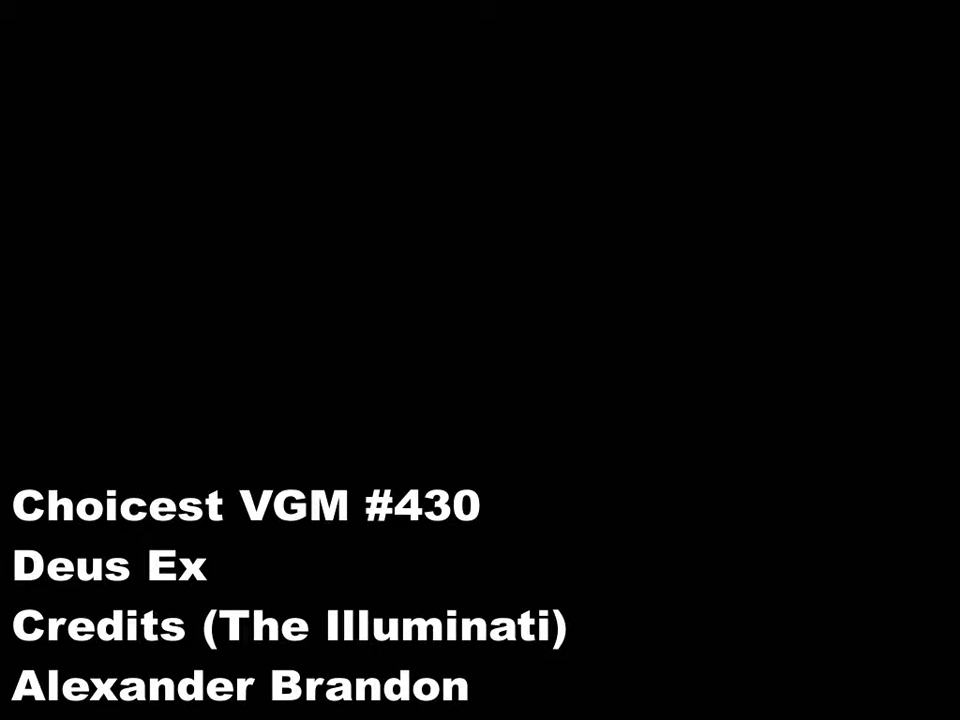 Choicest VGM #430
Deus Ex
Credits (The Illuminati)
Alexander Brandon